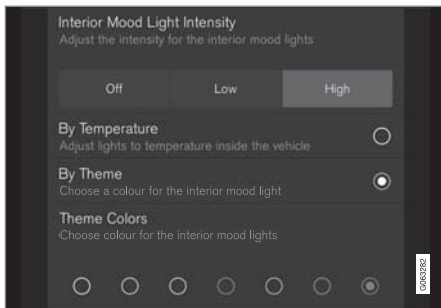 Interior Mood Light Intensity
Adjust the intensity for the interior mood lights
Off Low High
By Temperature
Adjust lights to temperature inside the vehicle
By Theme
Choose a colour for the interior mood light
Theme Colors
Choose colour for the interior mood lights
G063282